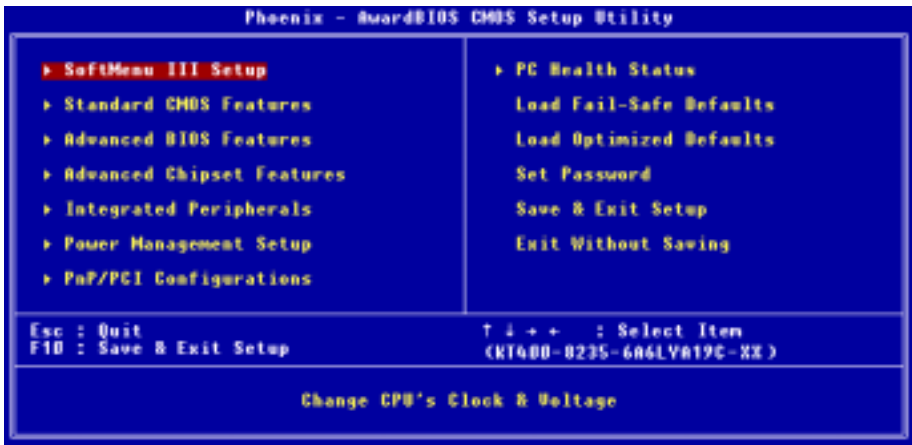 Phoenix - AwardBIOS CMOS Setup Utility
▸ SoftMenu III Setup
▸ Standard CMOS Features
▸ Advanced BIOS Features
▸ Advanced Chipset Features
▸ Integrated Peripherals
▸ Power Management Setup
▸ PnP/PCI Configurations
▸ PC Health Status
Load Fail-Safe Defaults
Load Optimized Defaults
Set Password
Save & Exit Setup
Exit Without Saving
Esc : Quit
F10 : Save & Exit Setup
↑ ↓ → ← : Select Item
(KT400-8235-6A6LYA19C-XX)
Change CPU's Clock & Voltage